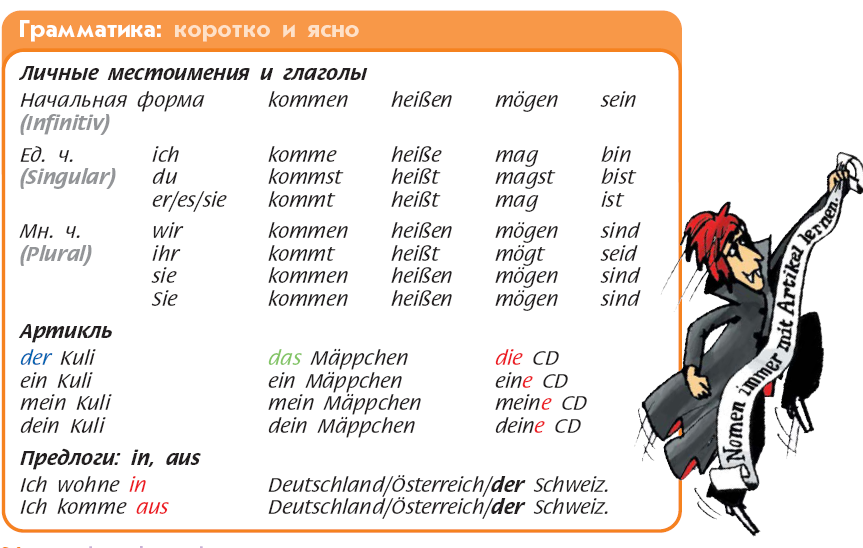 Грамматика: коротко и ясно
Личные местоимения и глаголы
Начальная форма kommen heißen mögen sein
(Infinitiv)
Ед. ч. ich komme heiße mag bin
(Singular) du kommst heißt magst bist
er/es/sie kommt heißt mag ist
Мн. ч. wir kommen heißen mögen sind
(Plural) ihr kommt heißt mögt seid
sie kommen heißen mögen sind
Sie kommen heißen mögen sind
Артикль
der Kuli das Mäppchen die CD
ein Kuli ein Mäppchen eine CD
mein Kuli mein Mäppchen meine CD
dein Kuli dein Mäppchen deine CD
Предлоги: in, aus
Ich wohne in Deutschland/Österreich/der Schweiz.
Ich komme aus Deutschland/Österreich/der Schweiz.
Nomen immer mit Artikel lernen.